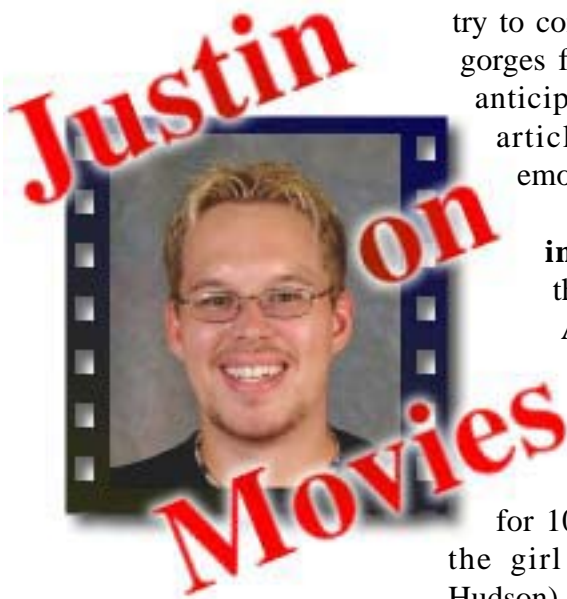 Justin
on
Movies
try to co
gorges f
anticip
articl
emo
in
th
A
for 10
the girl
Hudson)